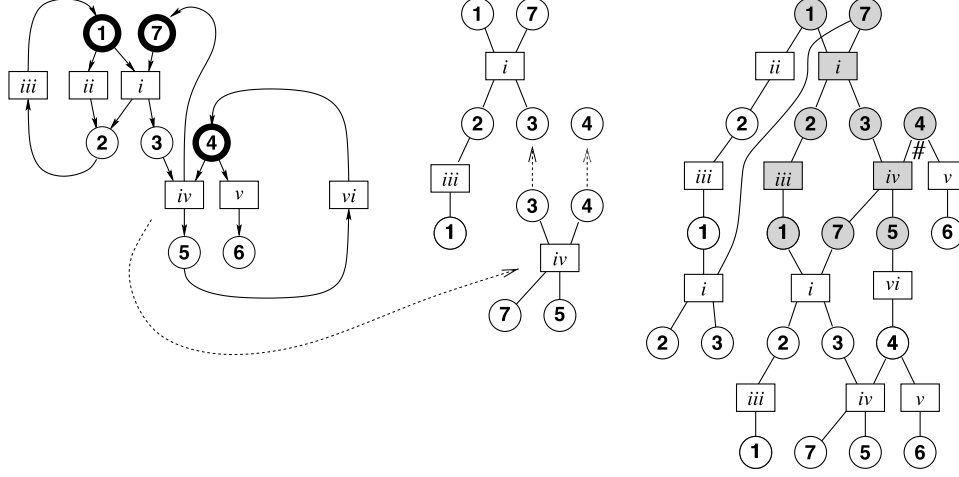 1 7 1 7 1 7
iii ii i i ii i
2 3 4 2 3 4 2 2 3 4
#
iv v vi iii 3 4 iii iii iv v
5 6 1 iv 1 1 7 5 6
7 5 i i vi
2 3 2 3 4
iii iv v
1 7 5 6